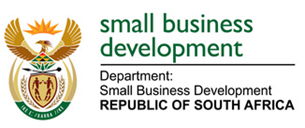 small business
development
Department:
Small Business Development
REPUBLIC OF SOUTH AFRICA